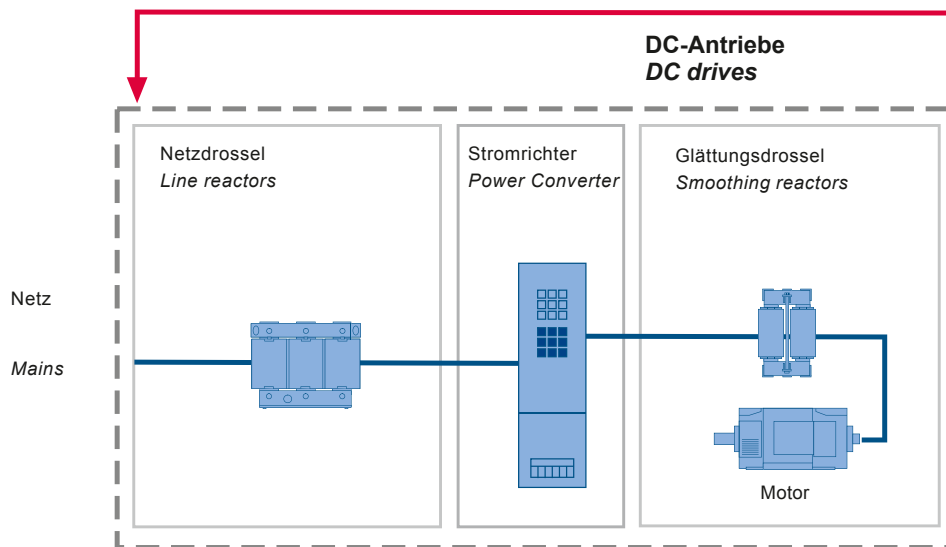 DC-Antriebe
DC drives
Netzdrossel
Line reactors
Stromrichter
Power Converter
Glättungsdrossel
Smoothing reactors
Netz
Mains
Motor